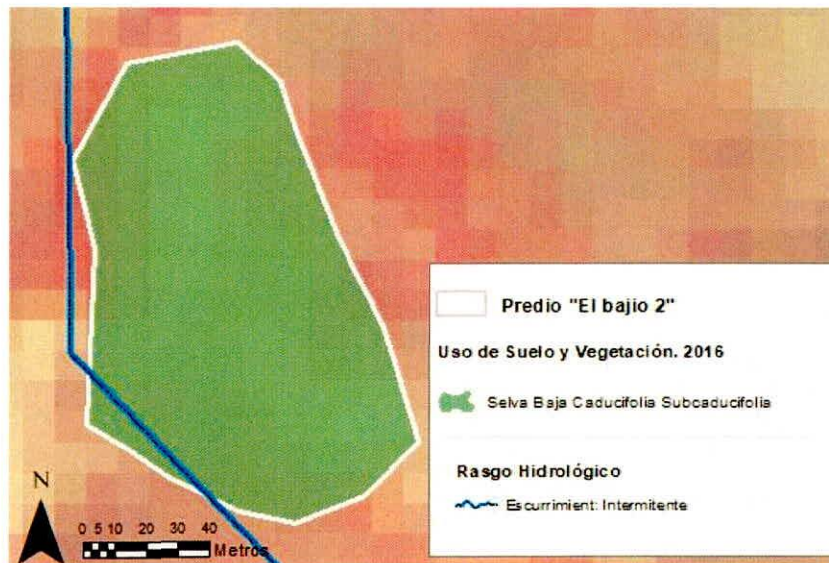 Predio "El bajio 2"
Uso de Suelo y Vegetación. 2016
Selva Baja Caducifolia Subcaducifolia
Rasgo Hidrológico
Escurrimient: Intermitente
N
0 5 10 20 30 40
Metros